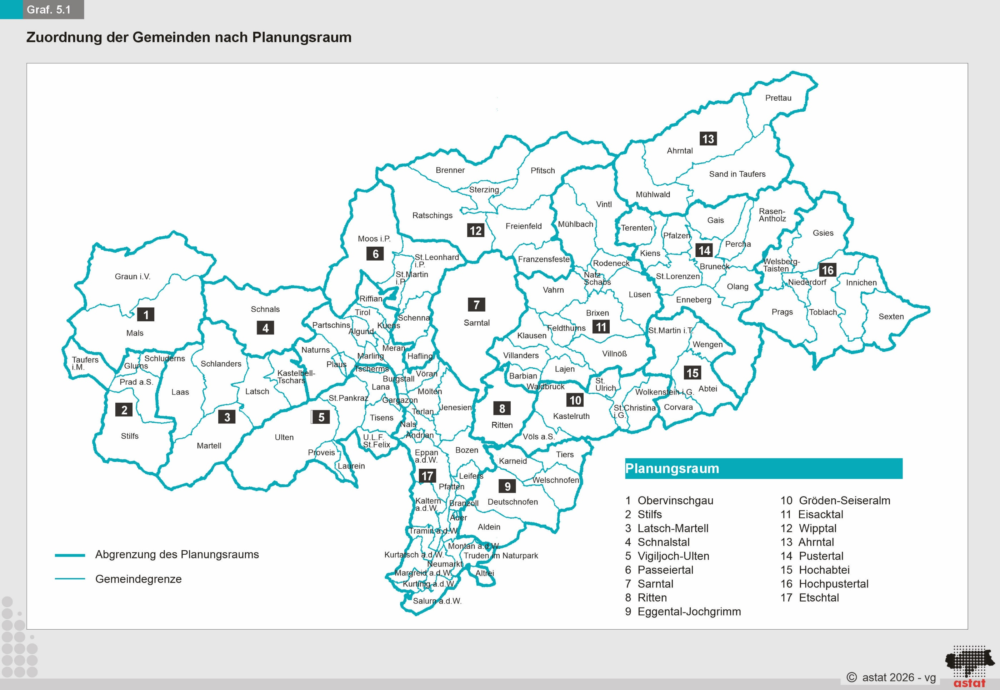 Graf. 5.1
Zuordnung der Gemeinden nach Planungsraum
Prettau
13
Ahrntal
Brenner
Pfitsch
Sand in Taufers
Sterzing
Mühlwald
Vintl
Ratschings
Rasen-
Antholz
Gais
Mühlbach
Freienfeld
12
Terenten
Gsies
Pfalzen
Moos i.P.
Percha
6
14
Kiens
St.Leonhard
i.P.
Franzensfeste
Rodeneck
Welsberg-
Taisten
Bruneck
16
St.Martin
i.P.
Natz
Schabs
St.Lorenzen
Graun i.V.
Niederdorf
Innichen
Olang
Vahrn
Lüsen
Riffian
Enneberg
7
Schnals
Tirol
Brixen
Prags
Toblach
1
Kuens
Schenna
Sarntal
Sexten
Partschins
4
11
Feldthurns
Algund
St.Martin i.T.
Mals
Klausen
Wengen
Naturns
Meran
Marling
Hafling
Villanders
Villnöß
Taufers
i.M.
Schluderns
Glurns
Schlanders
Plaus
Tscherms
Lajen
15
Kastelbell-
Tschars
Vöran
Burgstall
Barbian
Prad a.S.
Lana
Waidbruck
St.
Ulrich
Laas
Latsch
Mölten
Wolkenstein i.G.
Abtei
St.Pankraz
Gargazon
10
2
Jenesien
8
St.Christina
i.G.
Corvara
3
5
Terlan
Tisens
Kastelruth
Nals
Ritten
Stilfs
Ulten
Andrian
Völs a.S.
U.L.F.
St.Felix
Martell
Proveis
Eppan
a.d.W.
Bozen
Tiers
Karneid
Laurein
17
Leifers
Welschnofen
Pfatten
9
Kaltern
a.d.W.
Branzoll
Deutschnofen
Auer
Aldein
Tramin a.d.W.
Montan a.d.W.
Kurtatsch a.d.W.
Truden im Naturpark
Neumarkt
Margreid a.d.W.
Altrei
Kurtinig a.d.W.
Salurn a.d.W.
Abgrenzung des Planungsraums
Gemeindegrenze
Planungsraum
1 Obervinschgau
2 Stilfs
3 Latsch-Martell
4 Schnalstal
5 Vigiljoch-Ulten
6 Passeiertal
7 Sarntal
8 Ritten
9 Eggental-Jochgrimm
10 Gröden-Seiseralm
11 Eisacktal
12 Wipptal
13 Ahrntal
14 Pustertal
15 Hochabtei
16 Hochpustertal
17 Etschtal
© astat 2026 - vg
astat